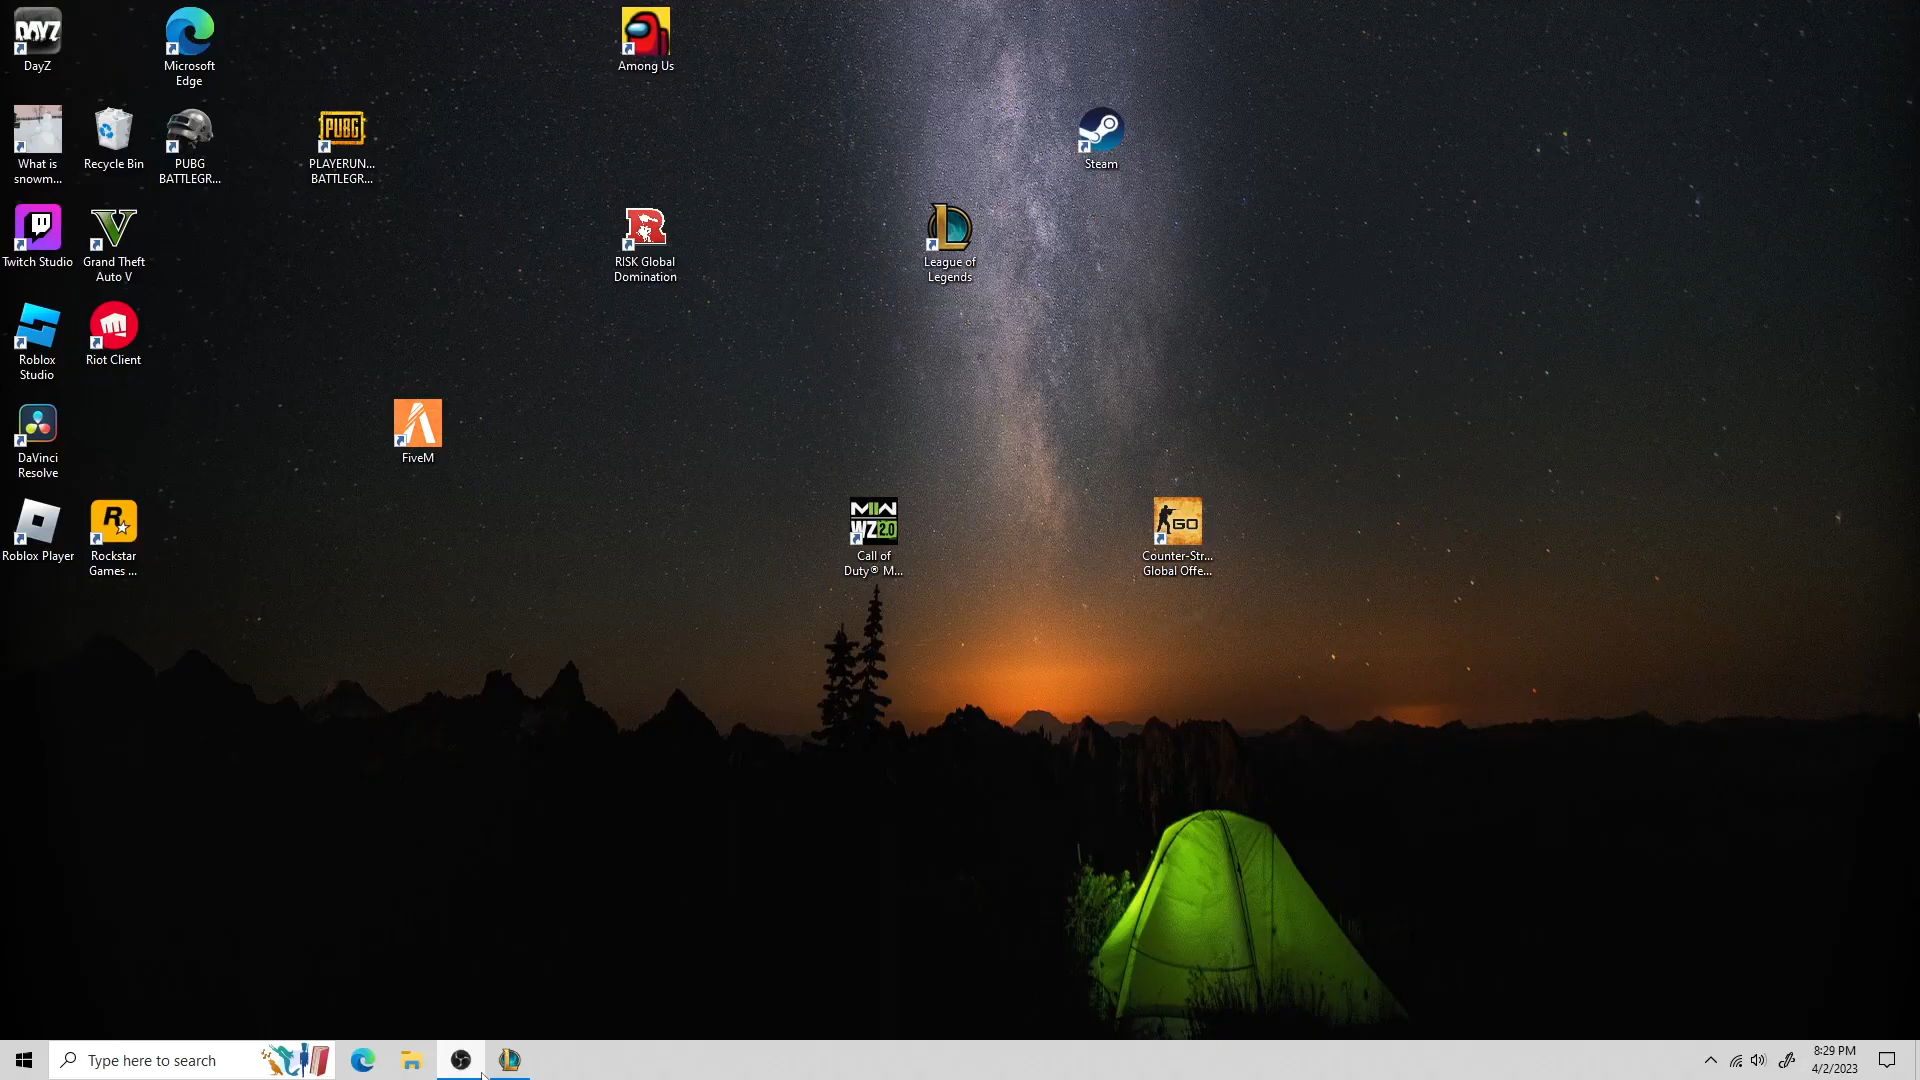 DAYZ
DayZ
Microsoft
Edge
Among Us
What is
snowm...
Recycle Bin
PUBG
BATTLEGR...
PUBG
PLAYERUN...
BATTLEGR...
Steam
Twitch Studio
V
Grand Theft
Auto V
R
RISK Global
Domination
L
League of
Legends
Roblox
Studio
Riot Client
DaVinci
Resolve
FiveM
Roblox Player
R
Rockstar
Games ...
MW
WZ 2.0
Call of
Duty® M...
GO
Counter-Str...
Global Offe...
Type here to search
8:29 PM
4/2/2023